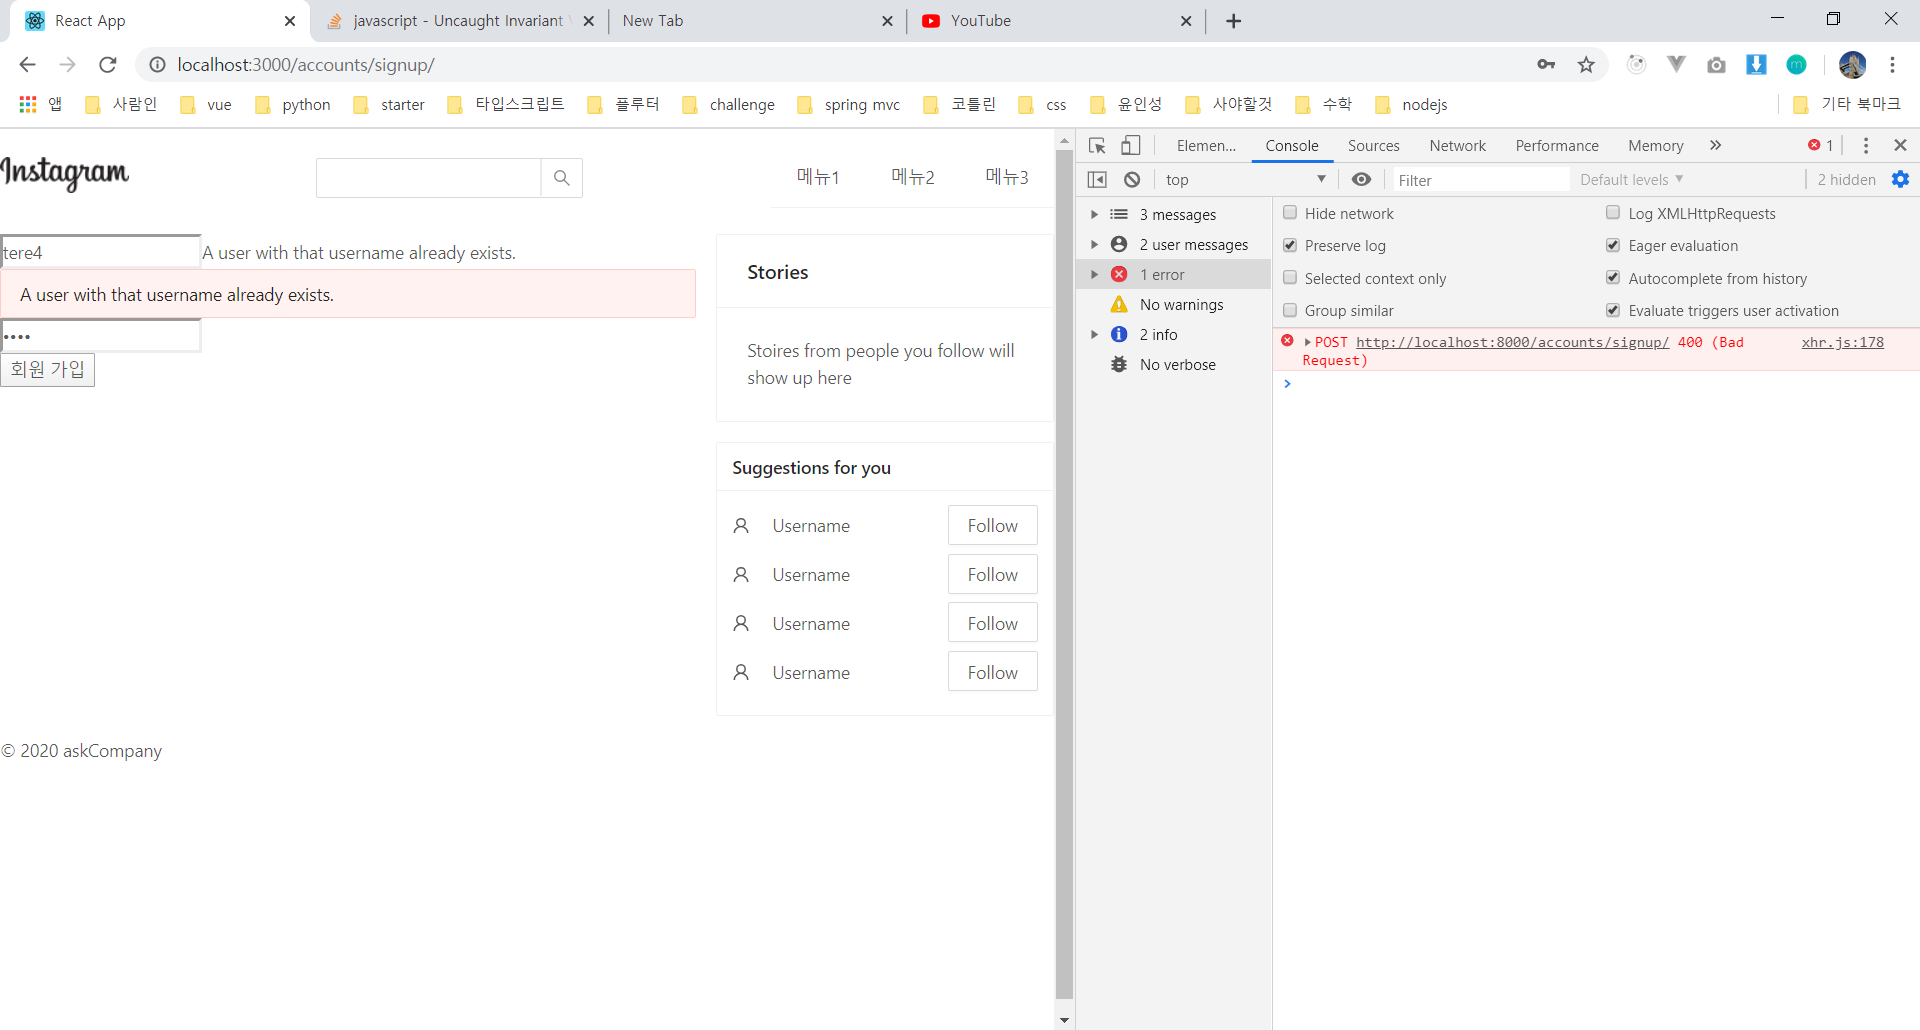 React App
javascript - Uncaught Invariant
New Tab
YouTube
localhost:3000/accounts/signup/
앱 사람인 vue python starter 타입스크립트 플루터 challenge spring mvc 코틀린 css 윤인성 사야할것 수학 nodejs 기타 북마크
Instagram
메뉴1 메뉴2 메뉴3
tere4 A user with that username already exists.
A user with that username already exists.
••••
회원 가입
Stories
Stoires from people you follow will
show up here
Suggestions for you
Username Follow
Username Follow
Username Follow
Username Follow
© 2020 askCompany
Elemen... Console Sources Network Performance Memory » 1
top Filter Default levels 2 hidden
3 messages
2 user messages
1 error
No warnings
2 info
No verbose
Hide network Log XMLHttpRequests
Preserve log Eager evaluation
Selected context only Autocomplete from history
Group similar Evaluate triggers user activation
POST http://localhost:8000/accounts/signup/ 400 (Bad xhr.js:178
Request)